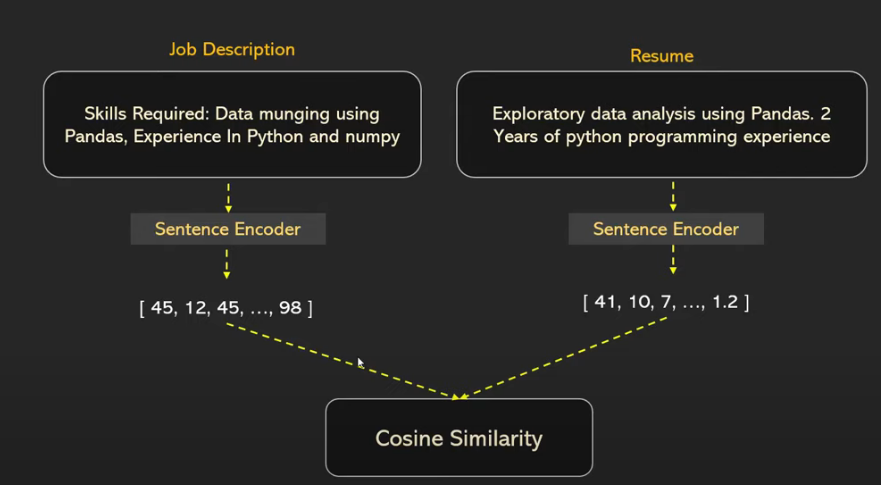 Job Description
Skills Required: Data munging using
Pandas, Experience In Python and numpy
Sentence Encoder
[ 45, 12, 45, ..., 98 ]
Resume
Exploratory data analysis using Pandas. 2
Years of python programming experience
Sentence Encoder
[ 41, 10, 7, ..., 1.2 ]
Cosine Similarity